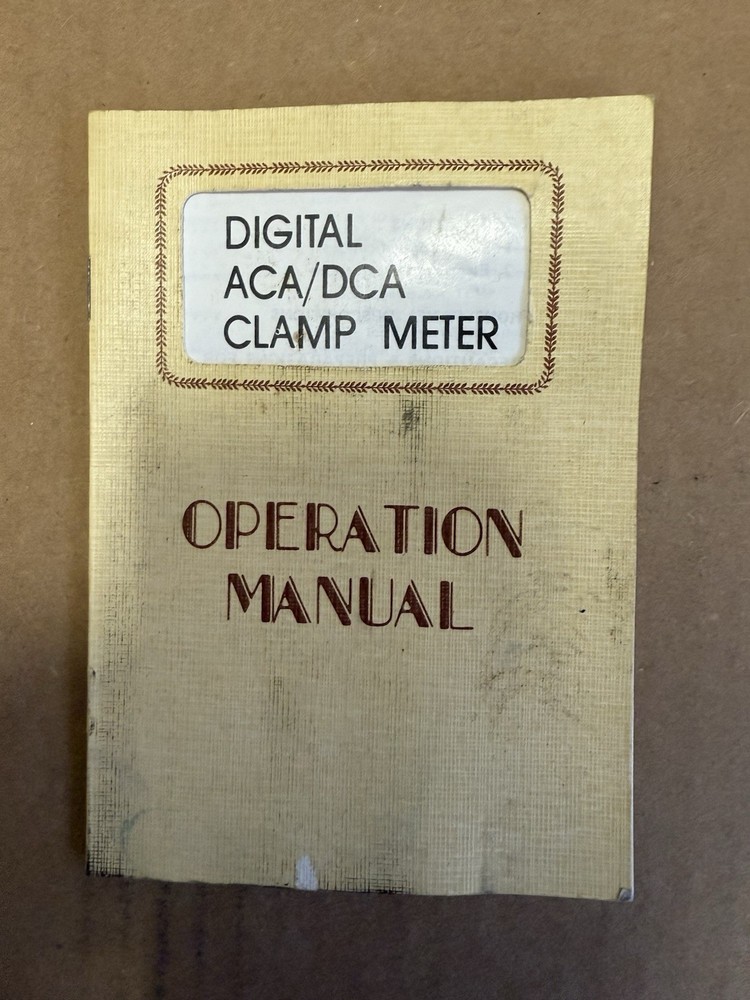 DIGITAL
ACA/DCA
CLAMP METER
OPERATION
MANUAL